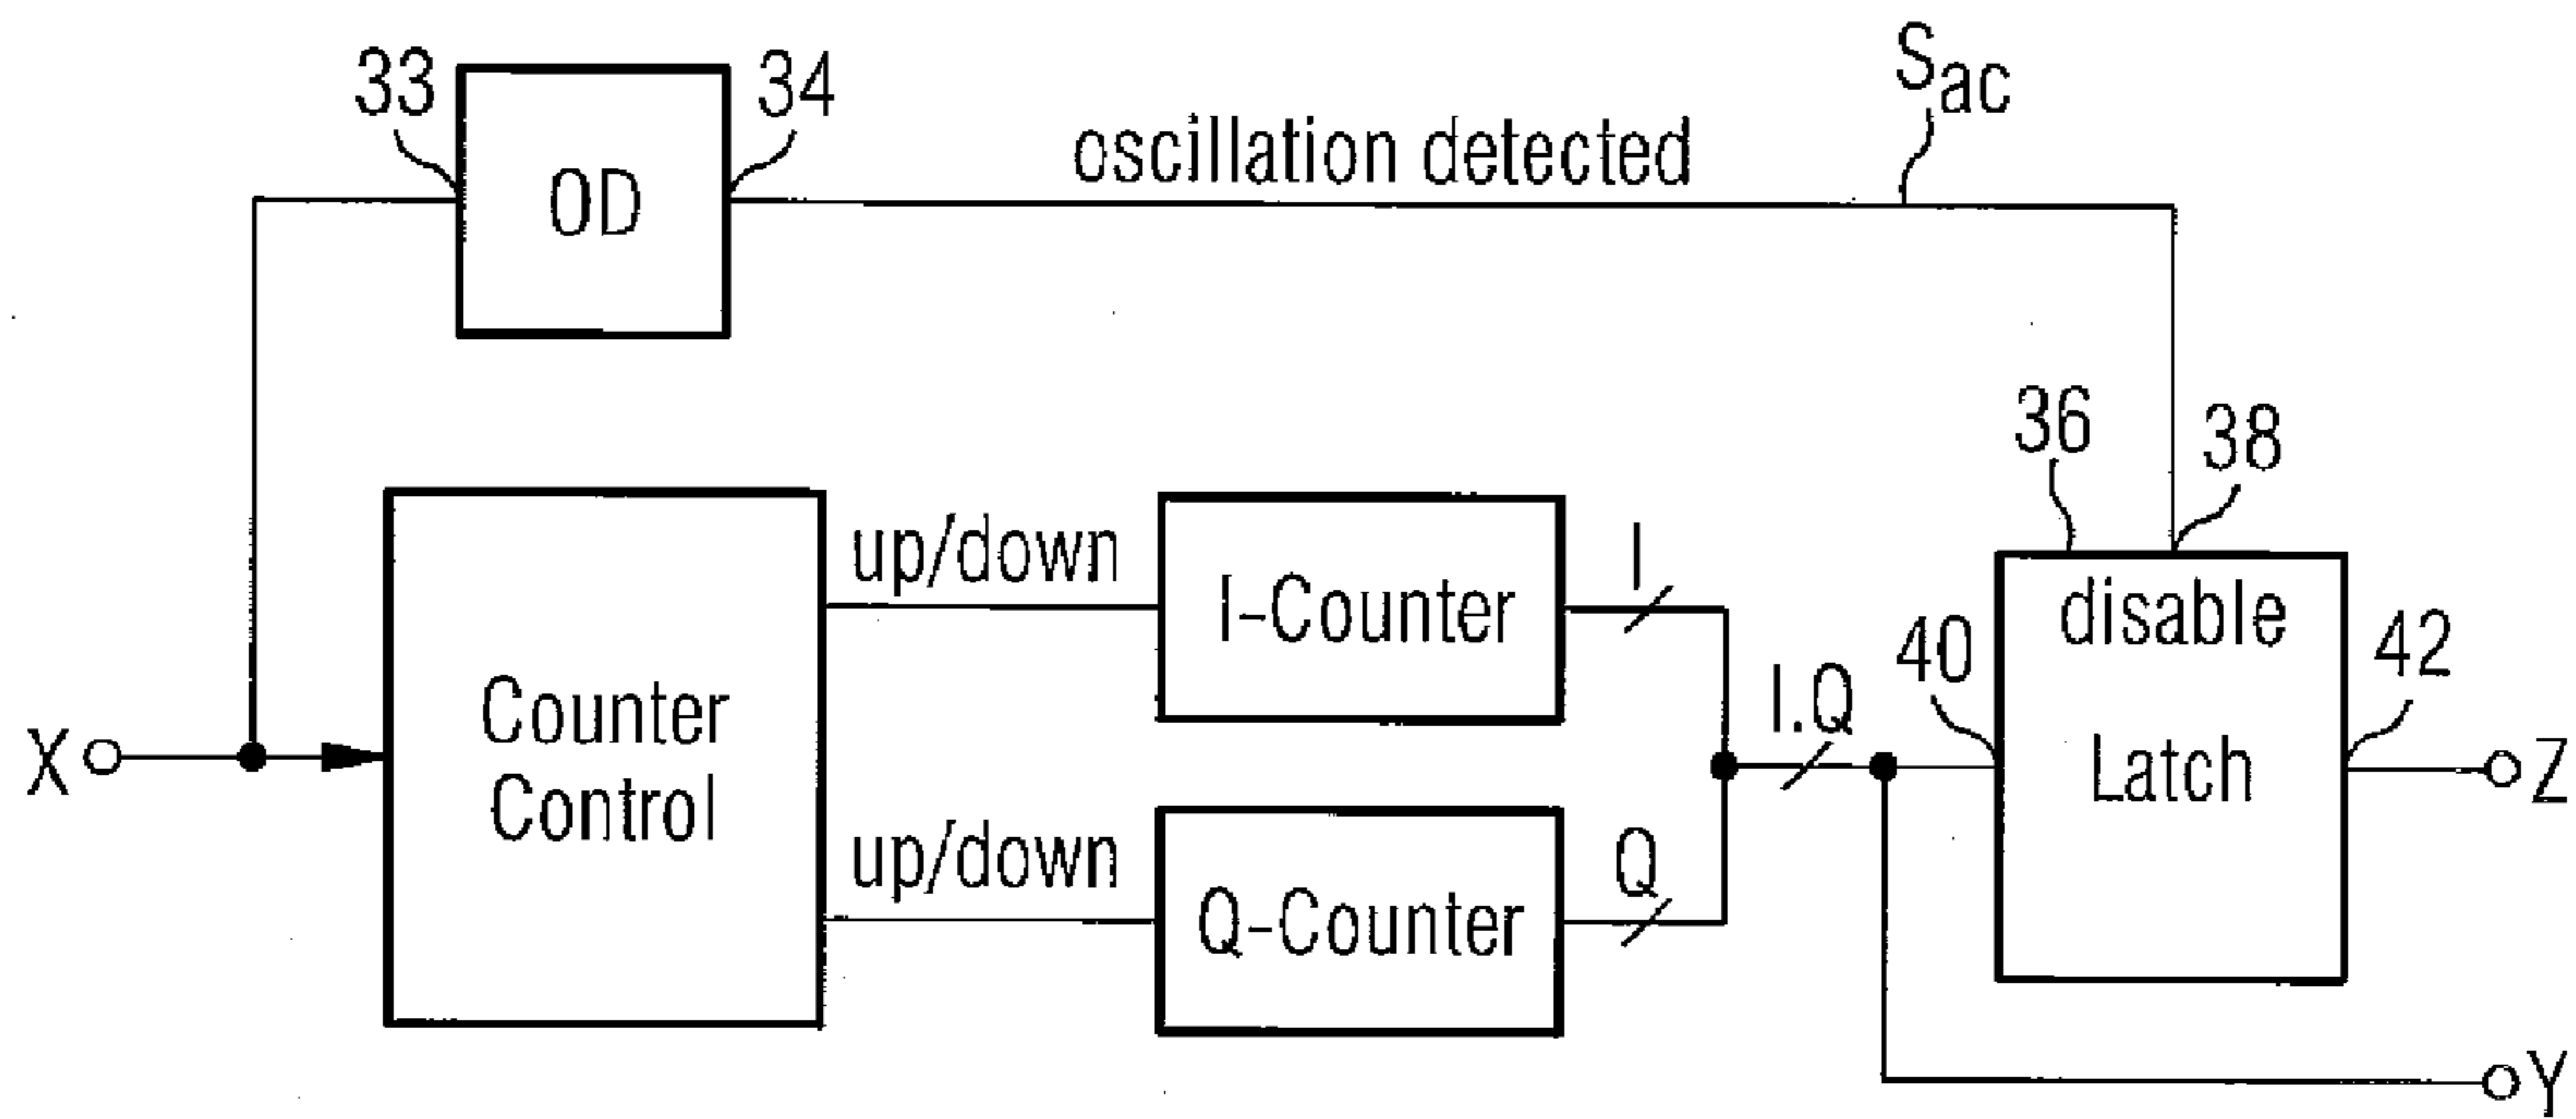 33
34
OD
oscillation detected
Sac
36
38
disable
Latch
40
42
up/down
I-Counter
I
Counter
Control
X
I.Q
Z
up/down
Q-Counter
Q
Y